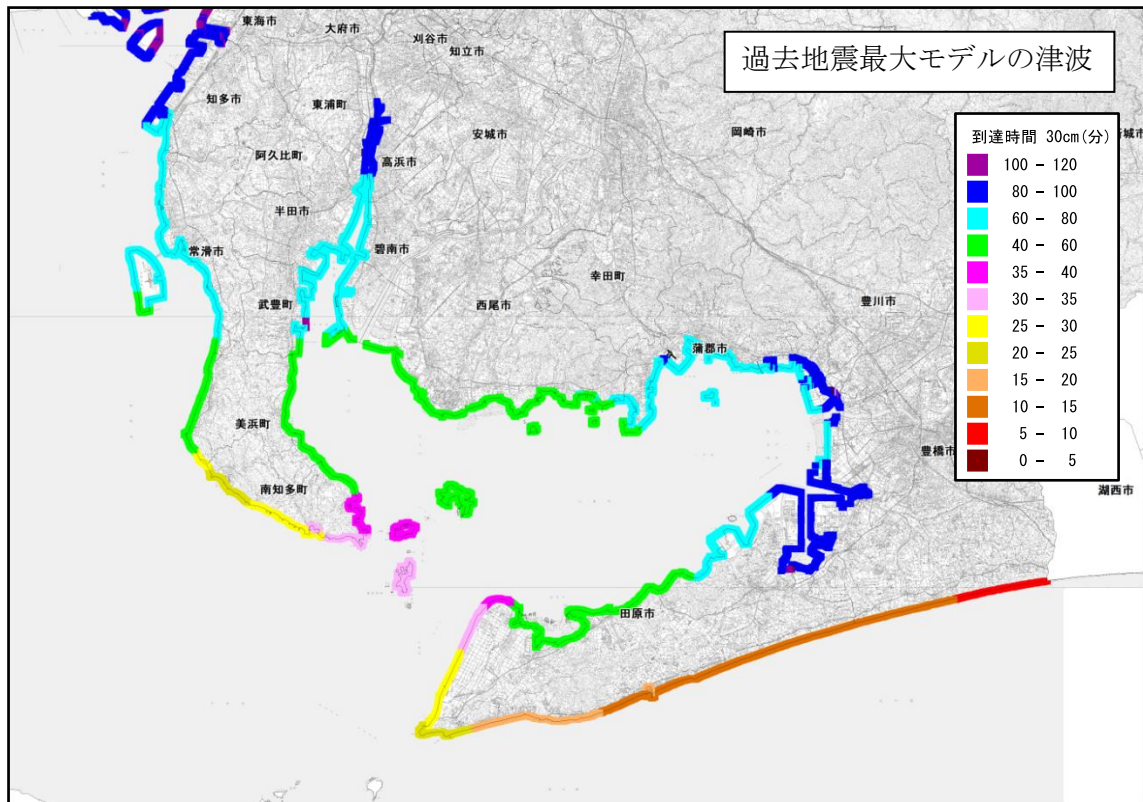 東海市
大府市
刈谷市
知立市
過去地震最大モデルの津波
知多市
東浦町
安城市
岡崎市
城市
阿久比町
高浜市
半田市
常滑市
碧南市
武豊町
西尾市
幸田町
豊川市
蒲郡市
美浜町
豊橋市
南知多町
湖西市
田原市
到達時間 30cm(分)
100 - 120
80 - 100
60 - 80
40 - 60
35 - 40
30 - 35
25 - 30
20 - 25
15 - 20
10 - 15
5 - 10
0 - 5